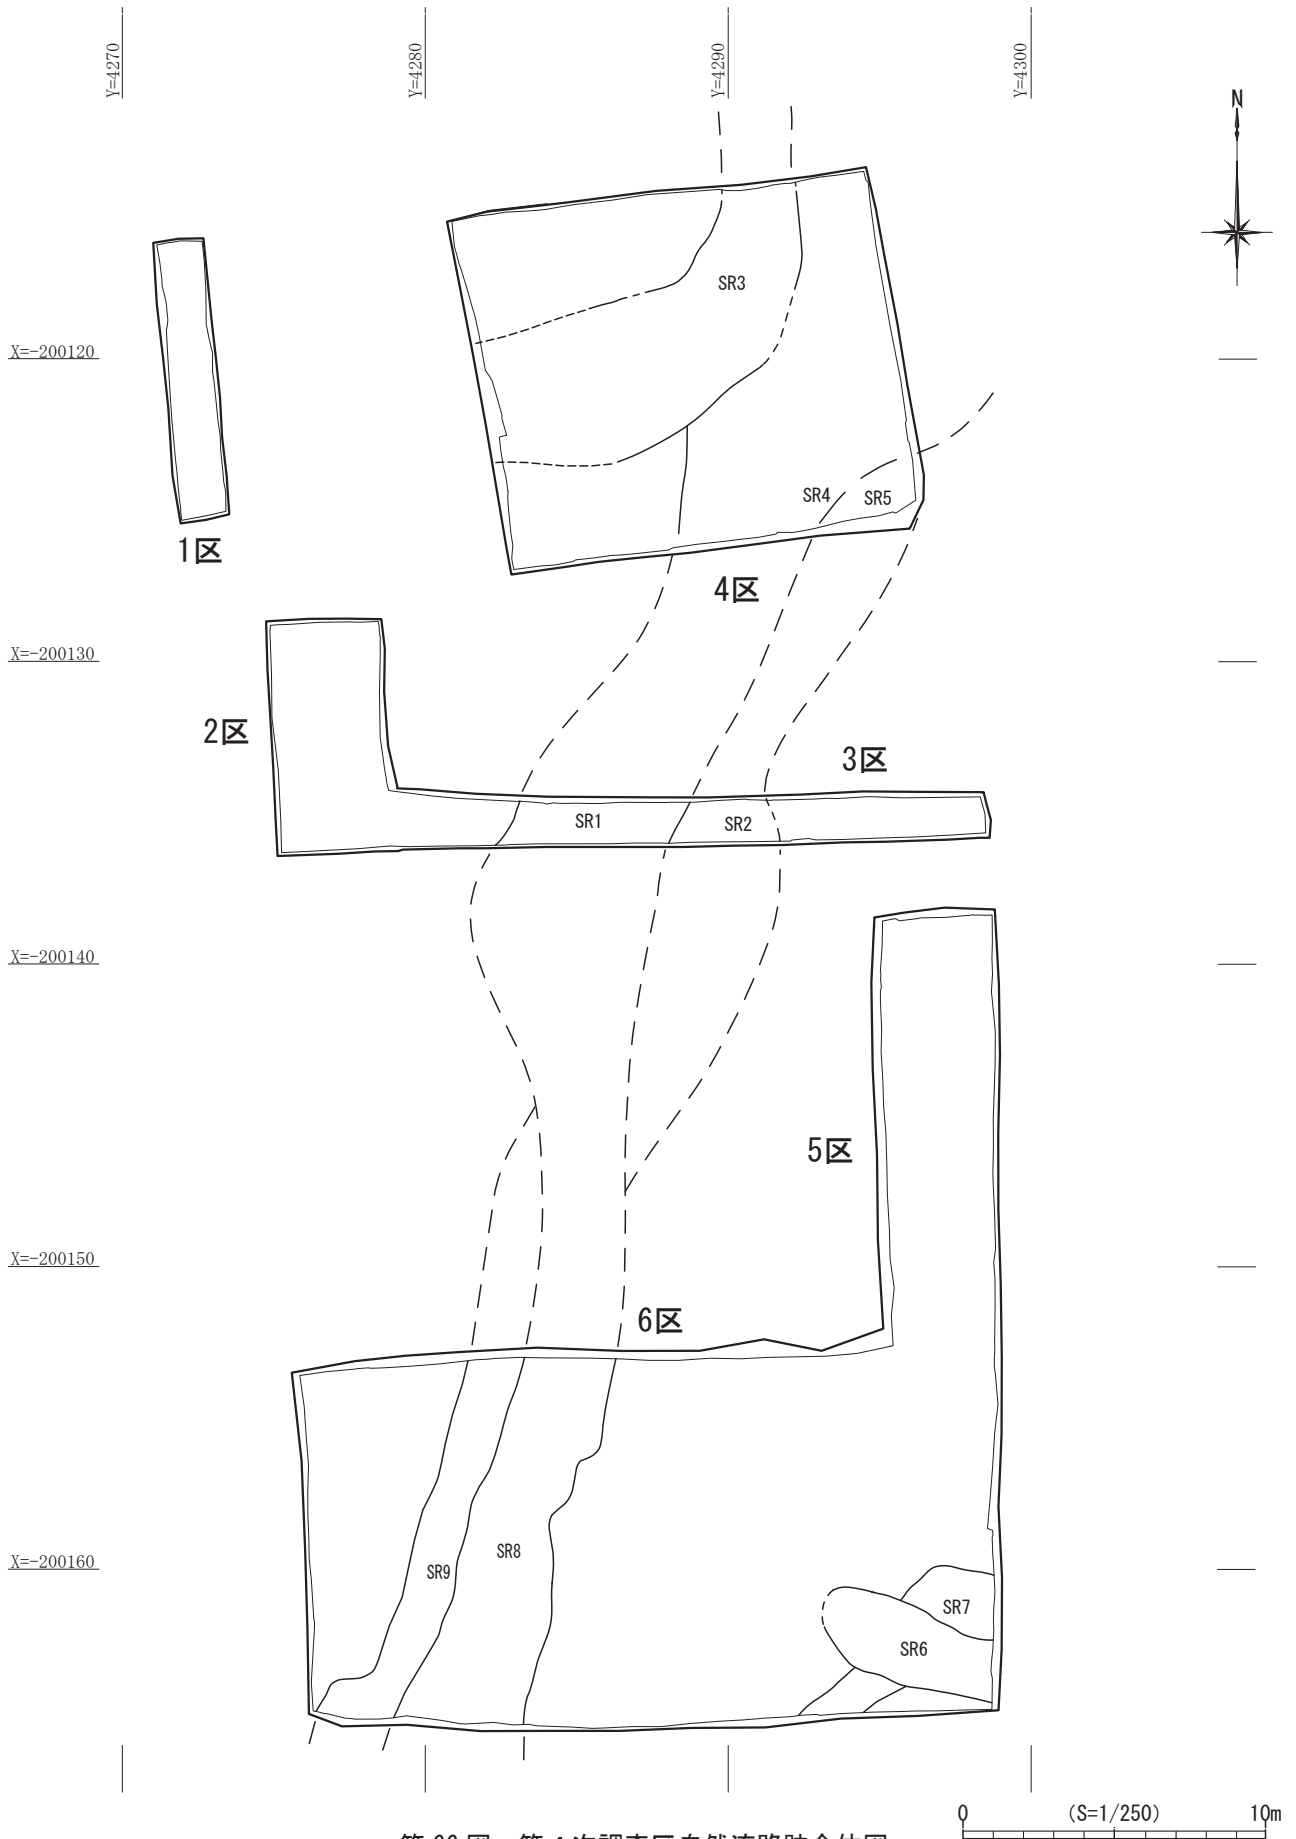 Y=4270
Y=4280
Y=4290
Y=4300
N
SR3
X=-200120
SR4
SR5
1区
4区
X=-200130
2区
3区
SR1
SR2
X=-200140
5区
X=-200150
6区
SR8
X=-200160
SR9
SR7
SR6
0 (S=1/250) 10m